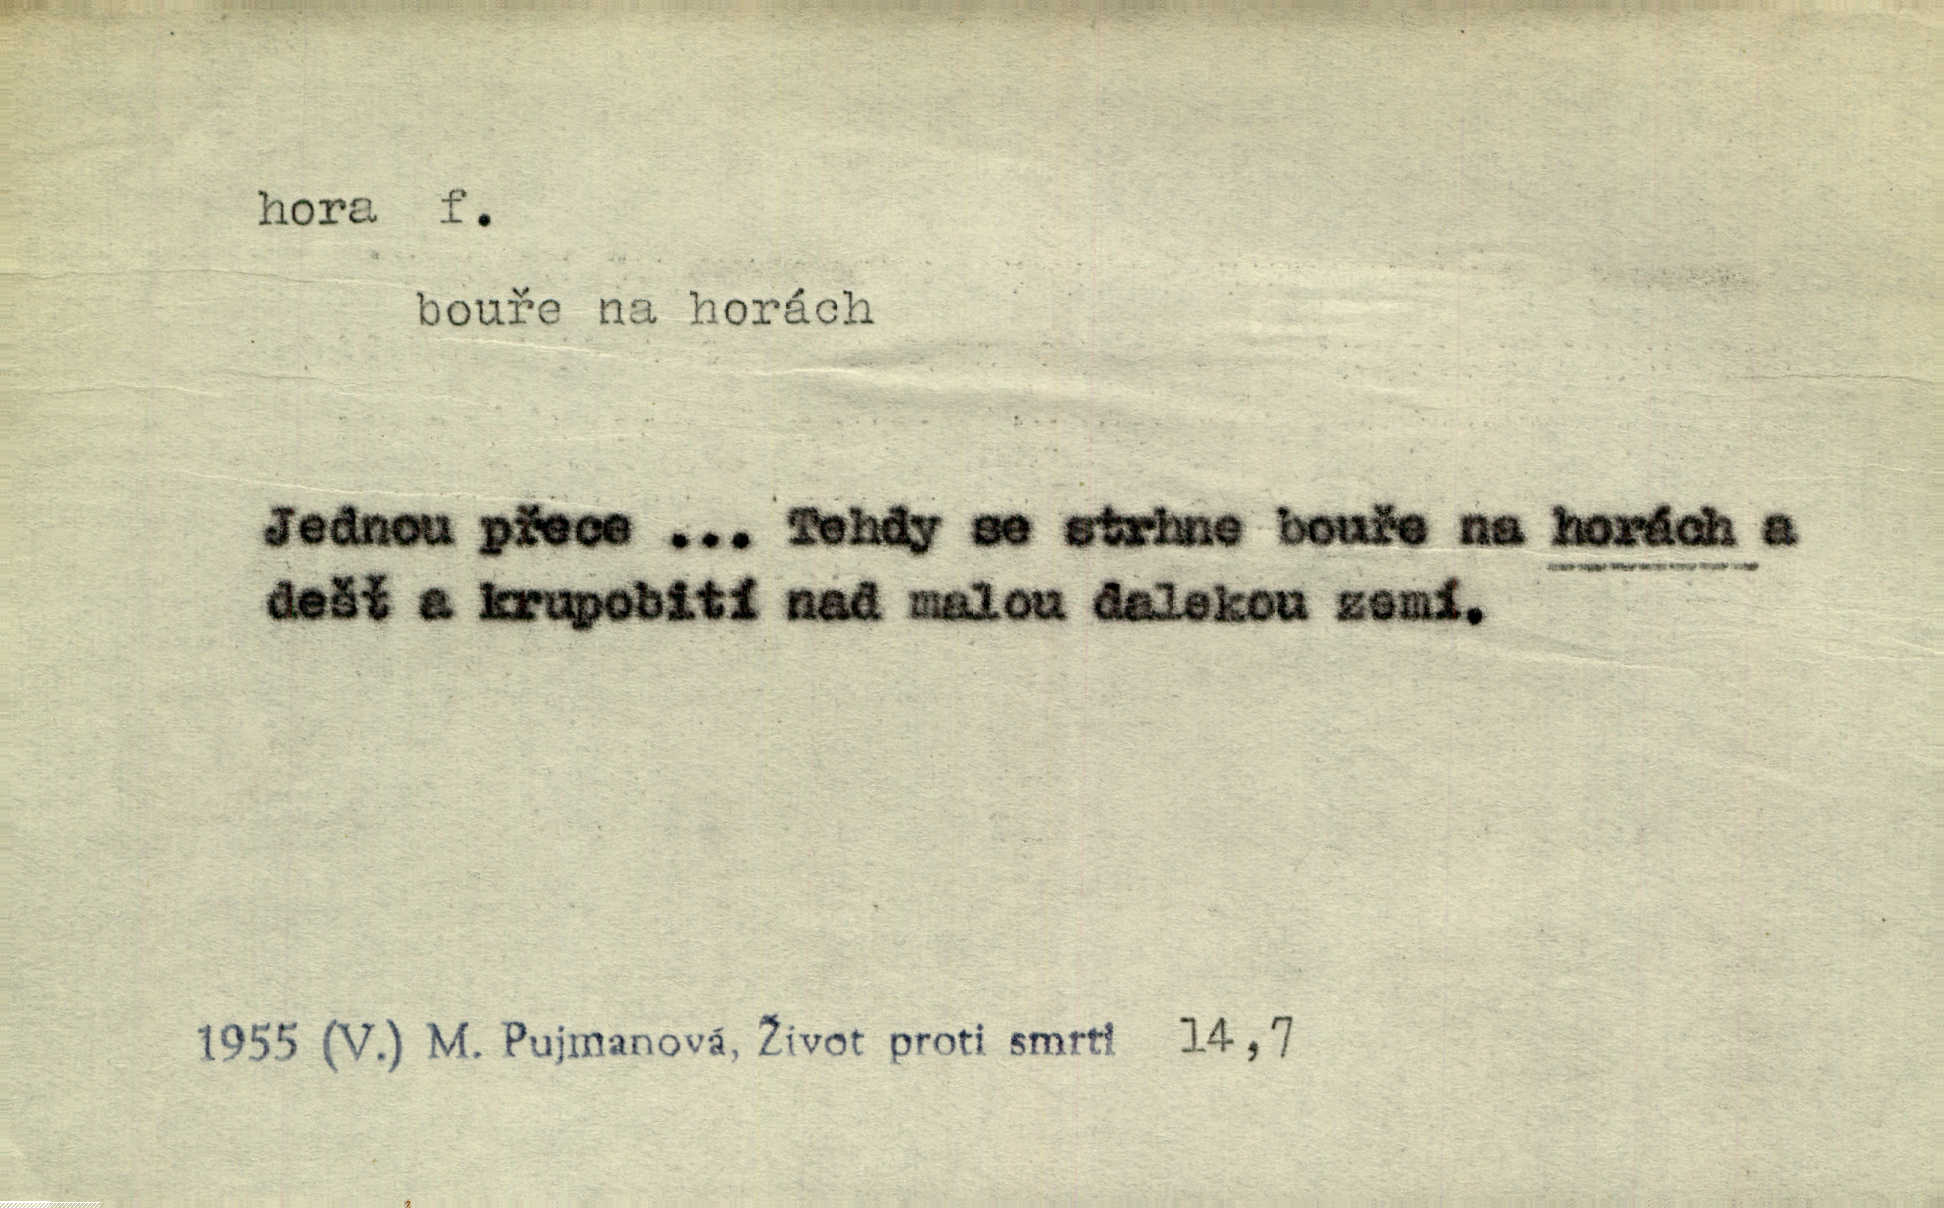 hora f.
bouře na horách
Jednou přece ... Tehdy se strhne bouře na horách a
dešť a krupobití nad malou dalekou zemí.
1955 (V.) M. Pujmanová, Život proti smrti 14,7